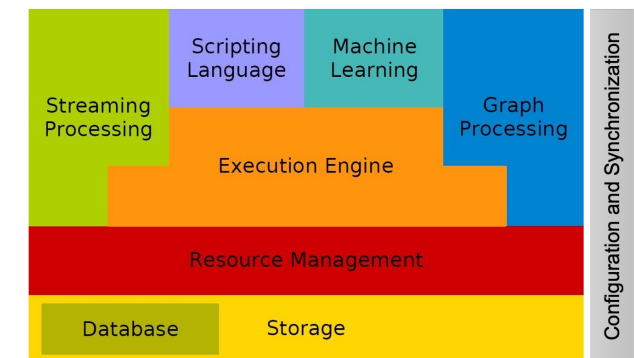 Scripting
Language
Machine
Learning
Streaming
Processing
Graph
Processing
Execution Engine
Resource Management
Database
Storage
Configuration and Synchronization